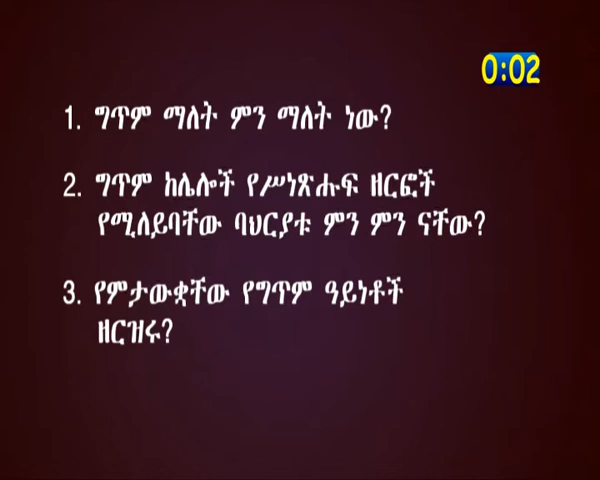 0:02
1. ግጥም ማለት ምን ማለት ነው?
2. ግጥም ከሌሎች የሥነጽሑፍ ዘርፎች
የሚለይባቸው ባህርያቱ ምን ምን ናቸው?
3. የምታውቋቸው የግጥም ዓይነቶች
ዘርዝሩ?